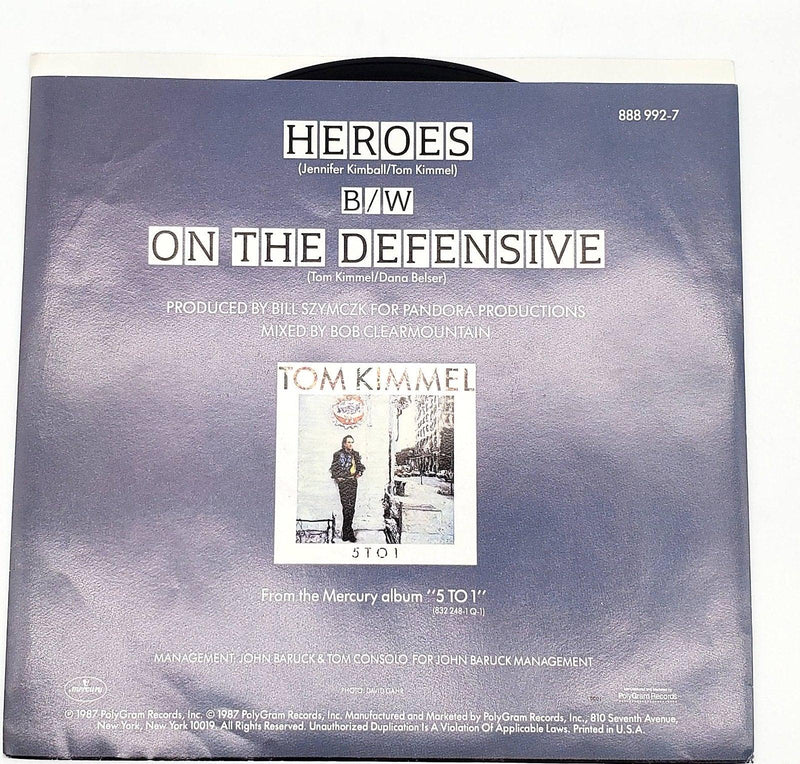 888 992-7
HEROES
(Jennifer Kimball/Tom Kimmel)
B/W
ON THE DEFENSIVE
(Tom Kimmel/Dana Belser)
PRODUCED BY BILL SZYMCZK FOR PANDORA PRODUCTIONS
MIXED BY BOB CLEARMOUNTAIN
TOM KIMMEL
5 TO 1
From the Mercury album "5 TO 1"
(832 248-1 Q-1)
MANAGEMENT: JOHN BARUCK & TOM CONSOLO FOR JOHN BARUCK MANAGEMENT
mercury
PHOTO: DAVID GAHR
Manufactured and Marketed by
PolyGram Records
℗ 1987 PolyGram Records, Inc. © 1987 PolyGram Records, Inc. Manufactured and Marketed by PolyGram Records, Inc., 810 Seventh Avenue,
New York, New York 10019. All Rights Reserved. Unauthorized Duplication Is A Violation Of Applicable Laws. Printed in U.S.A.